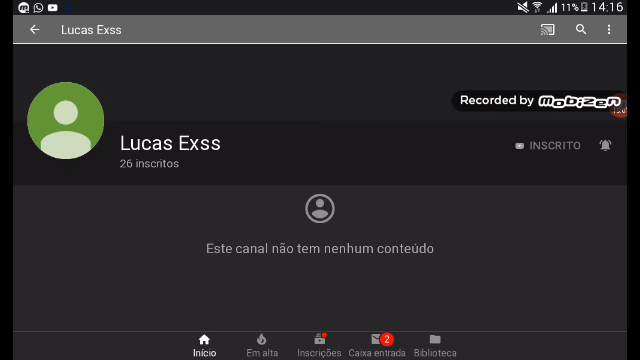 11% 14:16
Lucas Exss
Recorded by MOBIZEN
Lucas Exss
26 inscritos
INSCRITO
Este canal não tem nenhum conteúdo
2
Início Em alta Inscrições Caixa entrada Biblioteca